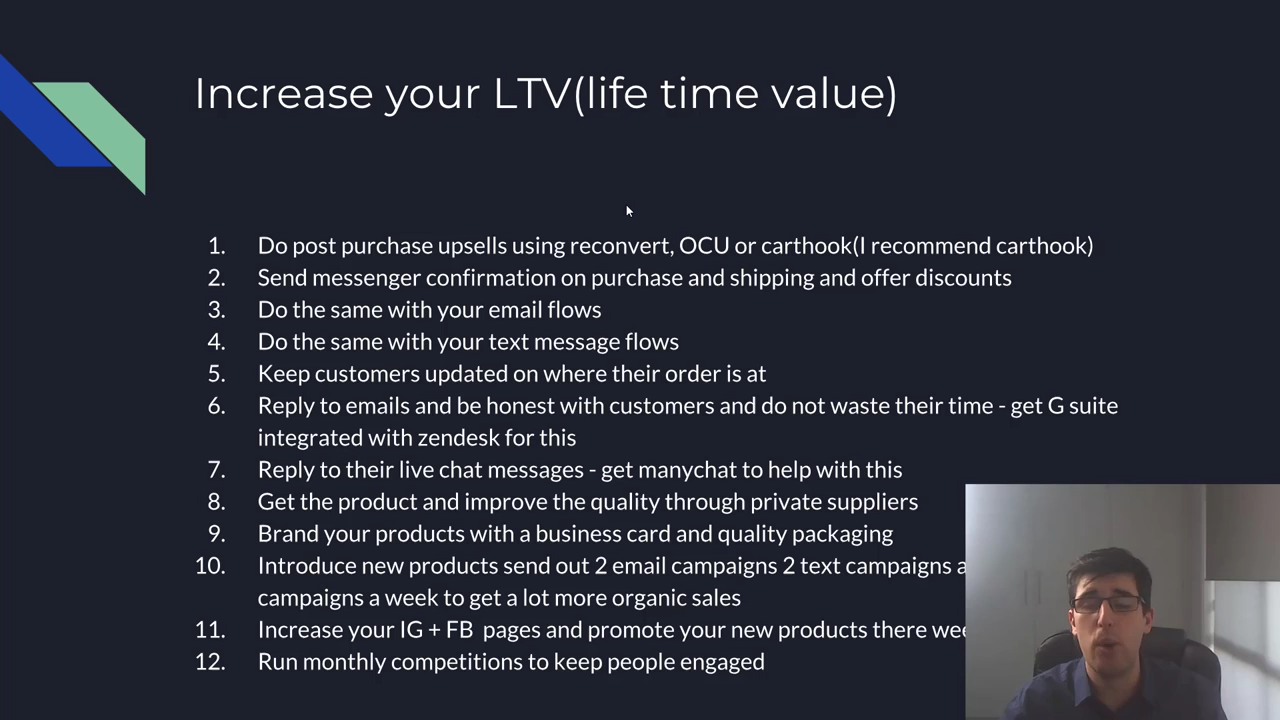 Increase your LTV(life time value)
1. Do post purchase upsells using reconvert, OCU or carthook(I recommend carthook)
2. Send messenger confirmation on purchase and shipping and offer discounts
3. Do the same with your email flows
4. Do the same with your text message flows
5. Keep customers updated on where their order is at
6. Reply to emails and be honest with customers and do not waste their time - get G suite
integrated with zendesk for this
7. Reply to their live chat messages - get manychat to help with this
8. Get the product and improve the quality through private suppliers
9. Brand your products with a business card and quality packaging
10. Introduce new products send out 2 email campaigns 2 text campaigns
campaigns a week to get a lot more organic sales
11. Increase your IG + FB pages and promote your new products there
12. Run monthly competitions to keep people engaged